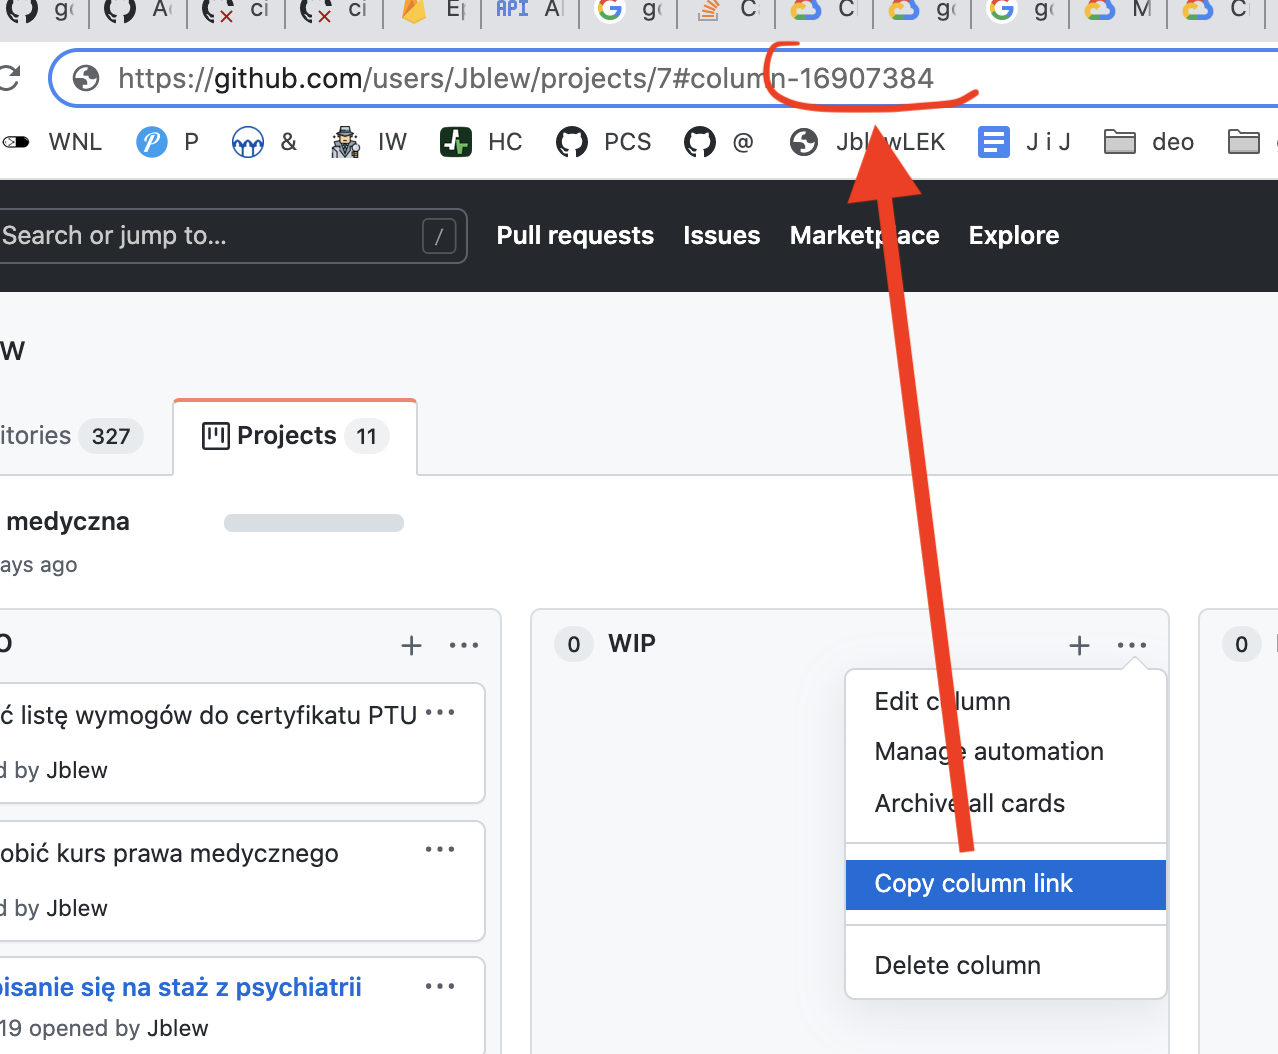 ci
ci
API
https://github.com/users/Jblew/projects/7#column-16907384
WNL
P
&
IW
HC
PCS
@
JblewLEK
J i J
deo
Search or jump to...
/
Pull requests
Issues
Marketplace
Explore
w
itories 327
Projects 11
medyczna
ays ago
O
0 WIP
0
ć listę wymogów do certyfikatu PTU
d by Jblew
obić kurs prawa medycznego
d by Jblew
pisanie się na staż z psychiatrii
19 opened by Jblew
Edit column
Manage automation
Archive all cards
Copy column link
Delete column